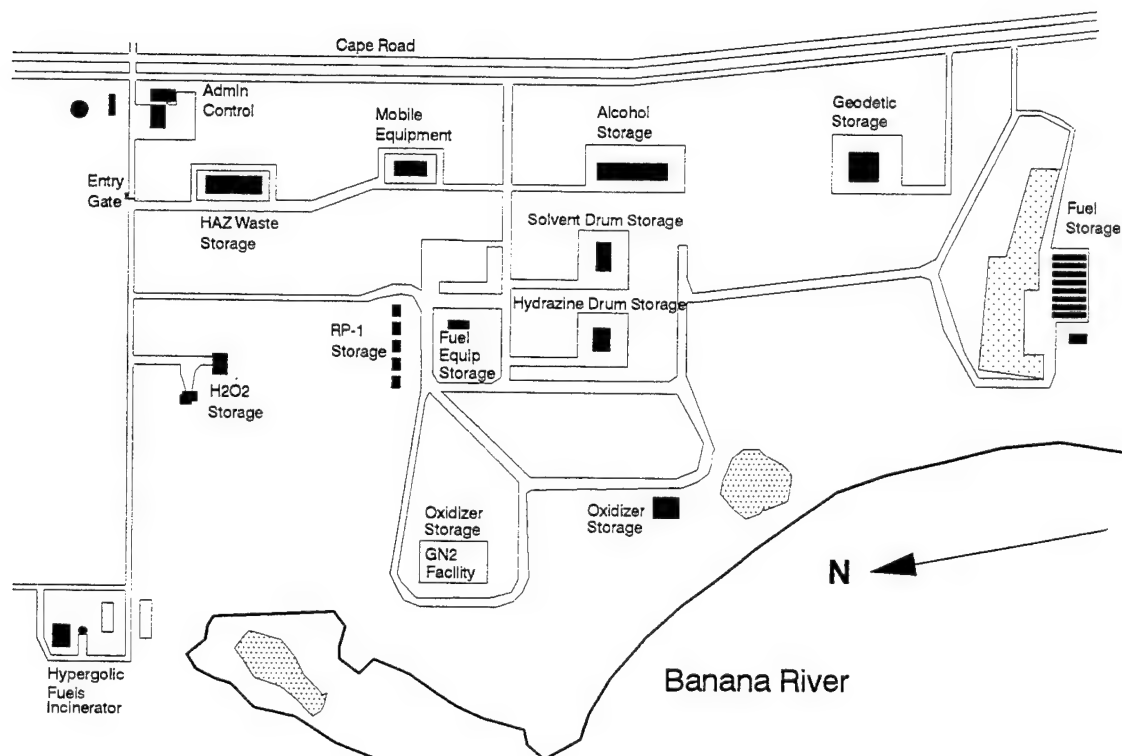 Cape Road
Admin
Control
Mobile
Equipment
Alcohol
Storage
Geodetic
Storage
Entry
Gate
HAZ Waste
Storage
Solvent Drum Storage
Fuel
Storage
Hydrazine Drum Storage
RP-1
Storage
Fuel
Equip
Storage
H2O2
Storage
Oxidizer
Storage
GN2
Facility
Oxidizer
Storage
N
Hypergolic
Fuels
Incinerator
Banana River